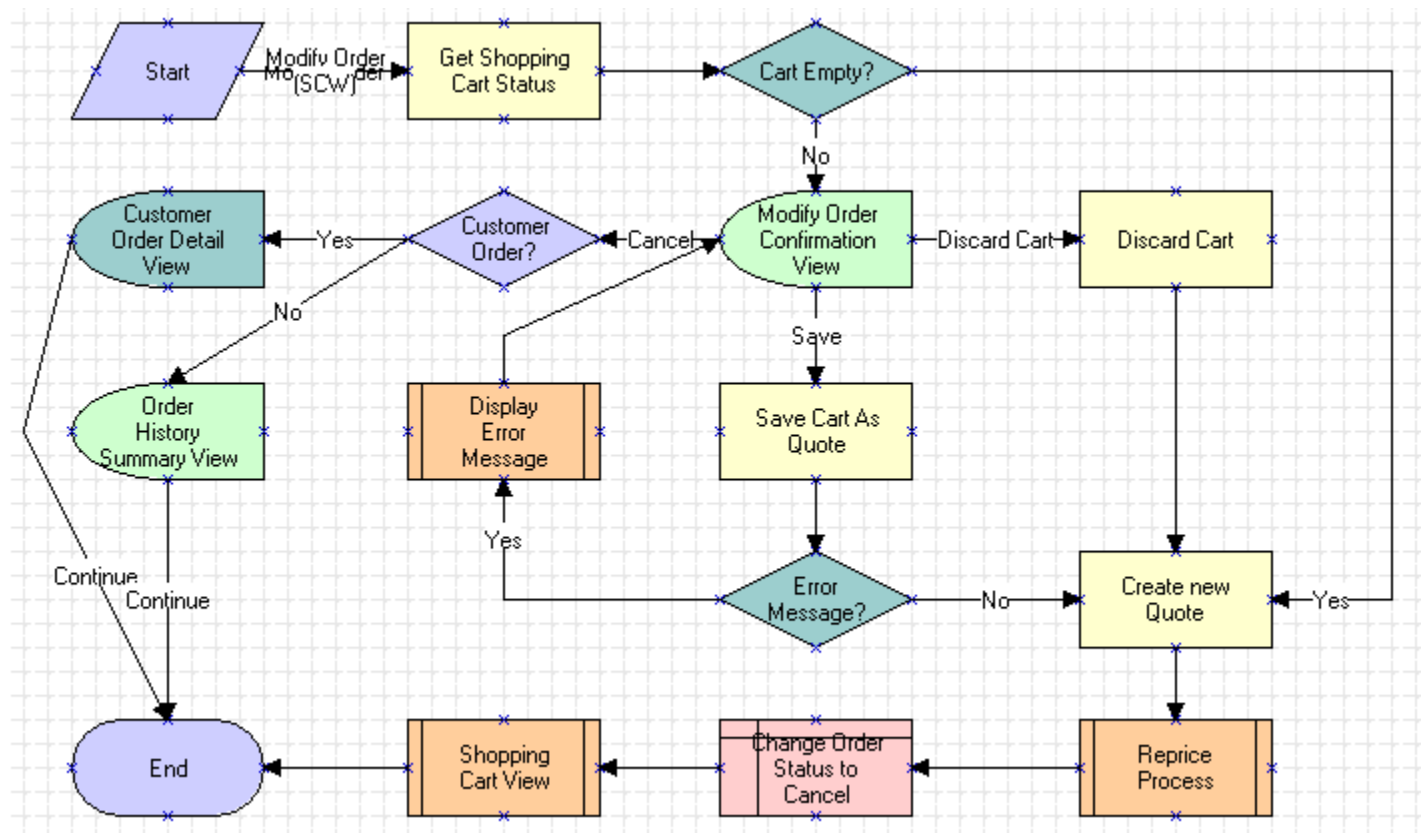 Start
Modify Order
(SCW)
Get Shopping
Cart Status
Cart Empty?
No
Customer
Order Detail
View
Yes
Customer
Order?
Cancel
Modify Order
Confirmation
View
Discard Cart
Discard Cart
No
Save
Order
History
Summary View
Display
Error
Message
Save Cart As
Quote
Yes
Continue
Continue
Error
Message?
No
Create new
Quote
Yes
End
Shopping
Cart View
Change Order
Status to
Cancel
Reprice
Process